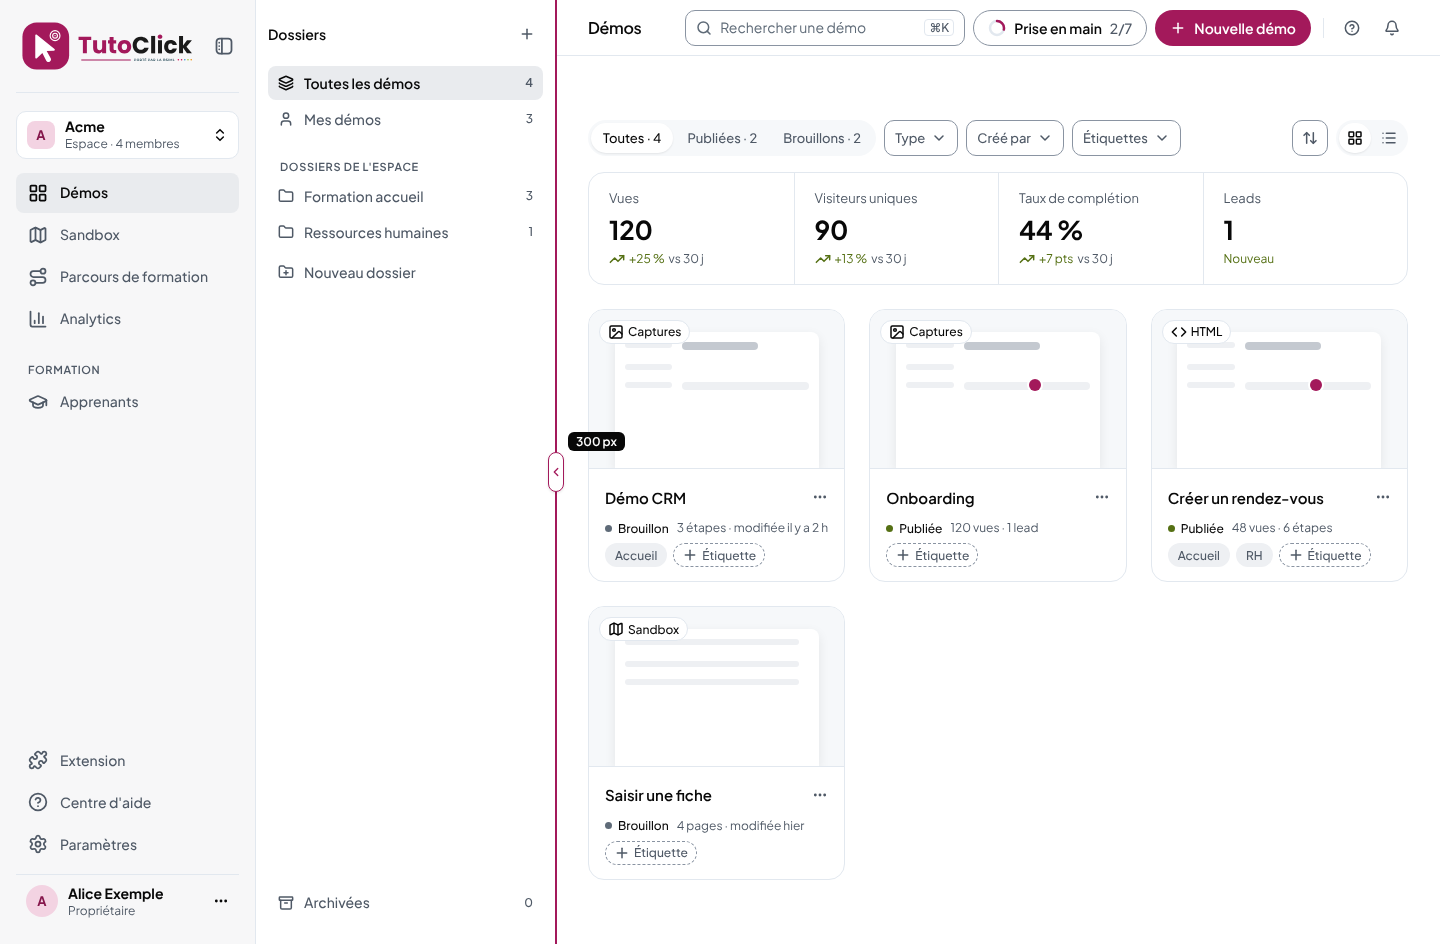 TutoClick
Acme
Espace · 4 membres
Démos
Sandbox
Parcours de formation
Analytics
FORMATION
Apprenants
Extension
Centre d'aide
Paramètres
A
Alice Exemple
Propriétaire
A
Dossiers
Toutes les démos 4
Mes démos 3
DOSSIERS DE L'ESPACE
Formation accueil 3
Ressources humaines 1
Nouveau dossier
Archivées 0
300 px
Démos
Rechercher une démo ⌘K
Prise en main 2/7
Nouvelle démo
Toutes · 4 Publiées · 2 Brouillons · 2
Type Créé par Étiquettes
Vues
120
+25 % vs 30 j
Visiteurs uniques
90
+13 % vs 30 j
Taux de complétion
44 %
+7 pts vs 30 j
Leads
1
Nouveau
Captures
Démo CRM
Brouillon 3 étapes · modifiée il y a 2 h
Accueil Étiquette
Captures
Onboarding
Publiée 120 vues · 1 lead
Étiquette
HTML
Créer un rendez-vous
Publiée 48 vues · 6 étapes
Accueil RH Étiquette
Sandbox
Saisir une fiche
Brouillon 4 pages · modifiée hier
Étiquette